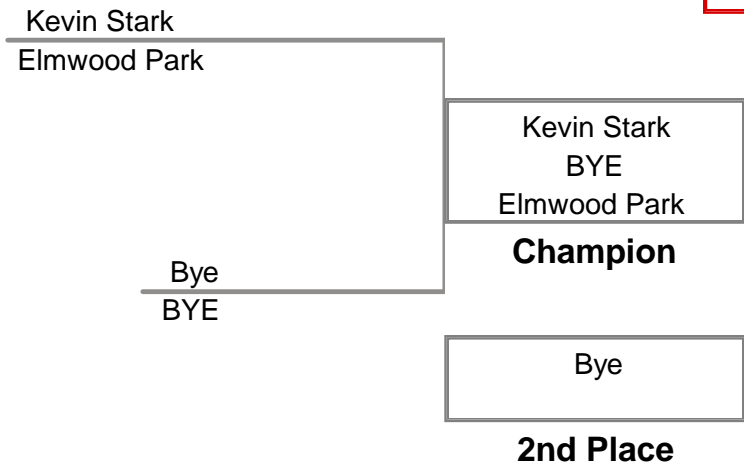 Kevin Stark
Elmwood Park
Kevin Stark
BYE
Elmwood Park
Champion
Bye
BYE
Bye
2nd Place